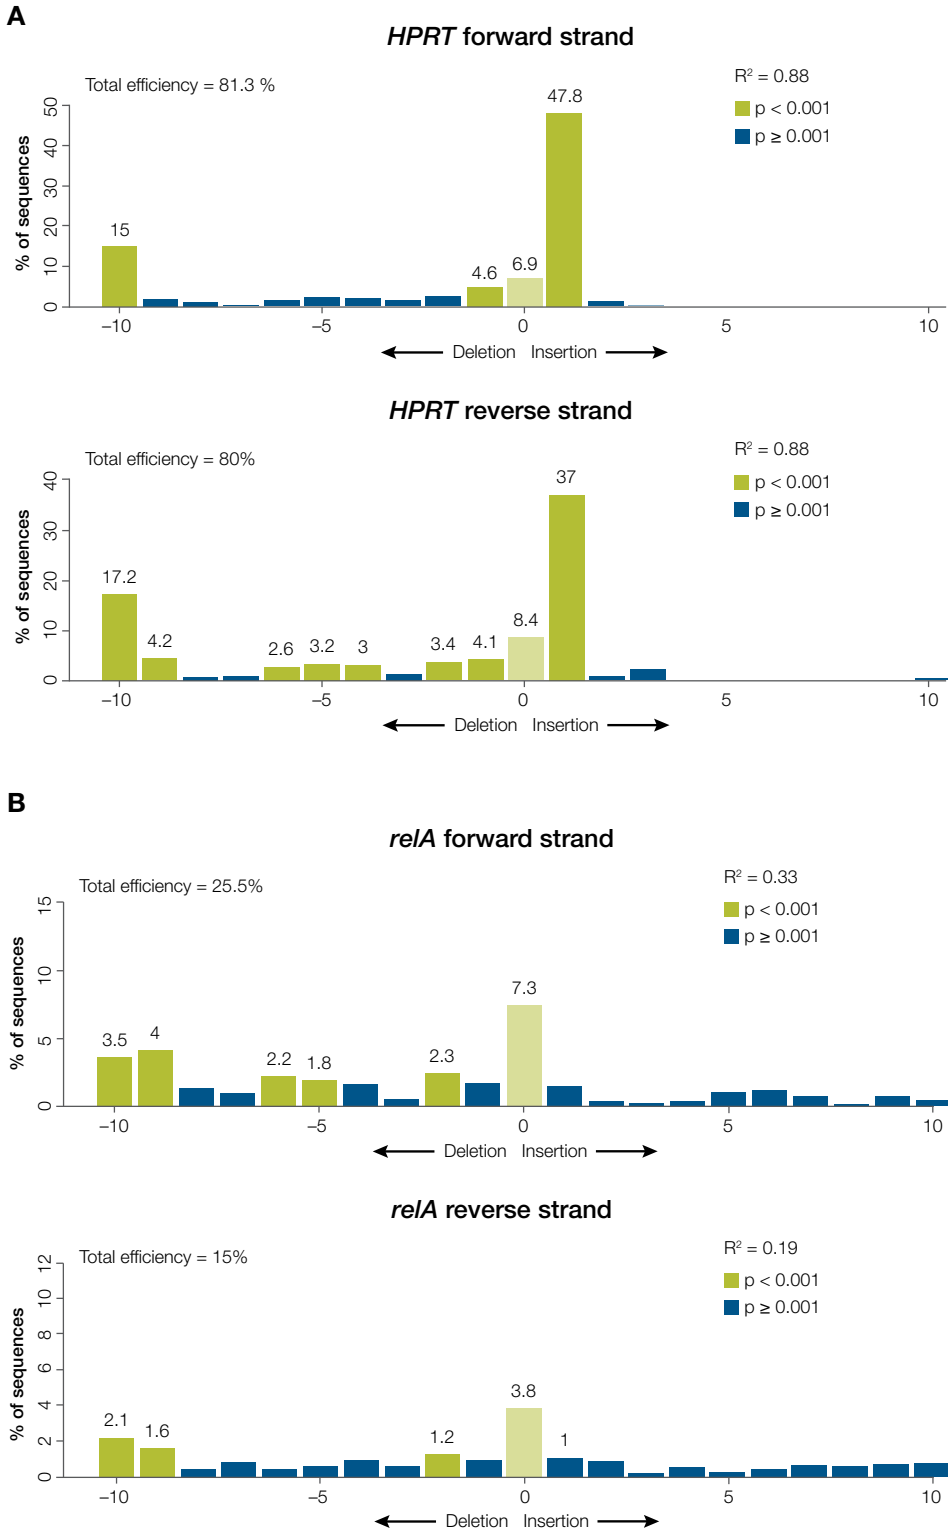 A
HPRT forward strand
Total efficiency = 81.3 %
R² = 0.88
p < 0.001
p ≥ 0.001
% of sequences
50
40
30
20
10
0
15
4.6
6.9
47.8
–10
–5
0
5
10
Deletion Insertion
HPRT reverse strand
Total efficiency = 80%
R² = 0.88
p < 0.001
p ≥ 0.001
% of sequences
40
30
20
10
0
17.2
4.2
2.6
3.2
3
3.4
4.1
8.4
37
–10
–5
0
5
10
Deletion Insertion
B
relA forward strand
Total efficiency = 25.5%
R² = 0.33
p < 0.001
p ≥ 0.001
% of sequences
15
10
5
0
3.5
4
2.2
1.8
2.3
7.3
–10
–5
0
5
10
Deletion Insertion
relA reverse strand
Total efficiency = 15%
R² = 0.19
p < 0.001
p ≥ 0.001
% of sequences
12
10
8
6
4
2
0
2.1
1.6
1.2
3.8
1
–10
–5
0
5
10
Deletion Insertion